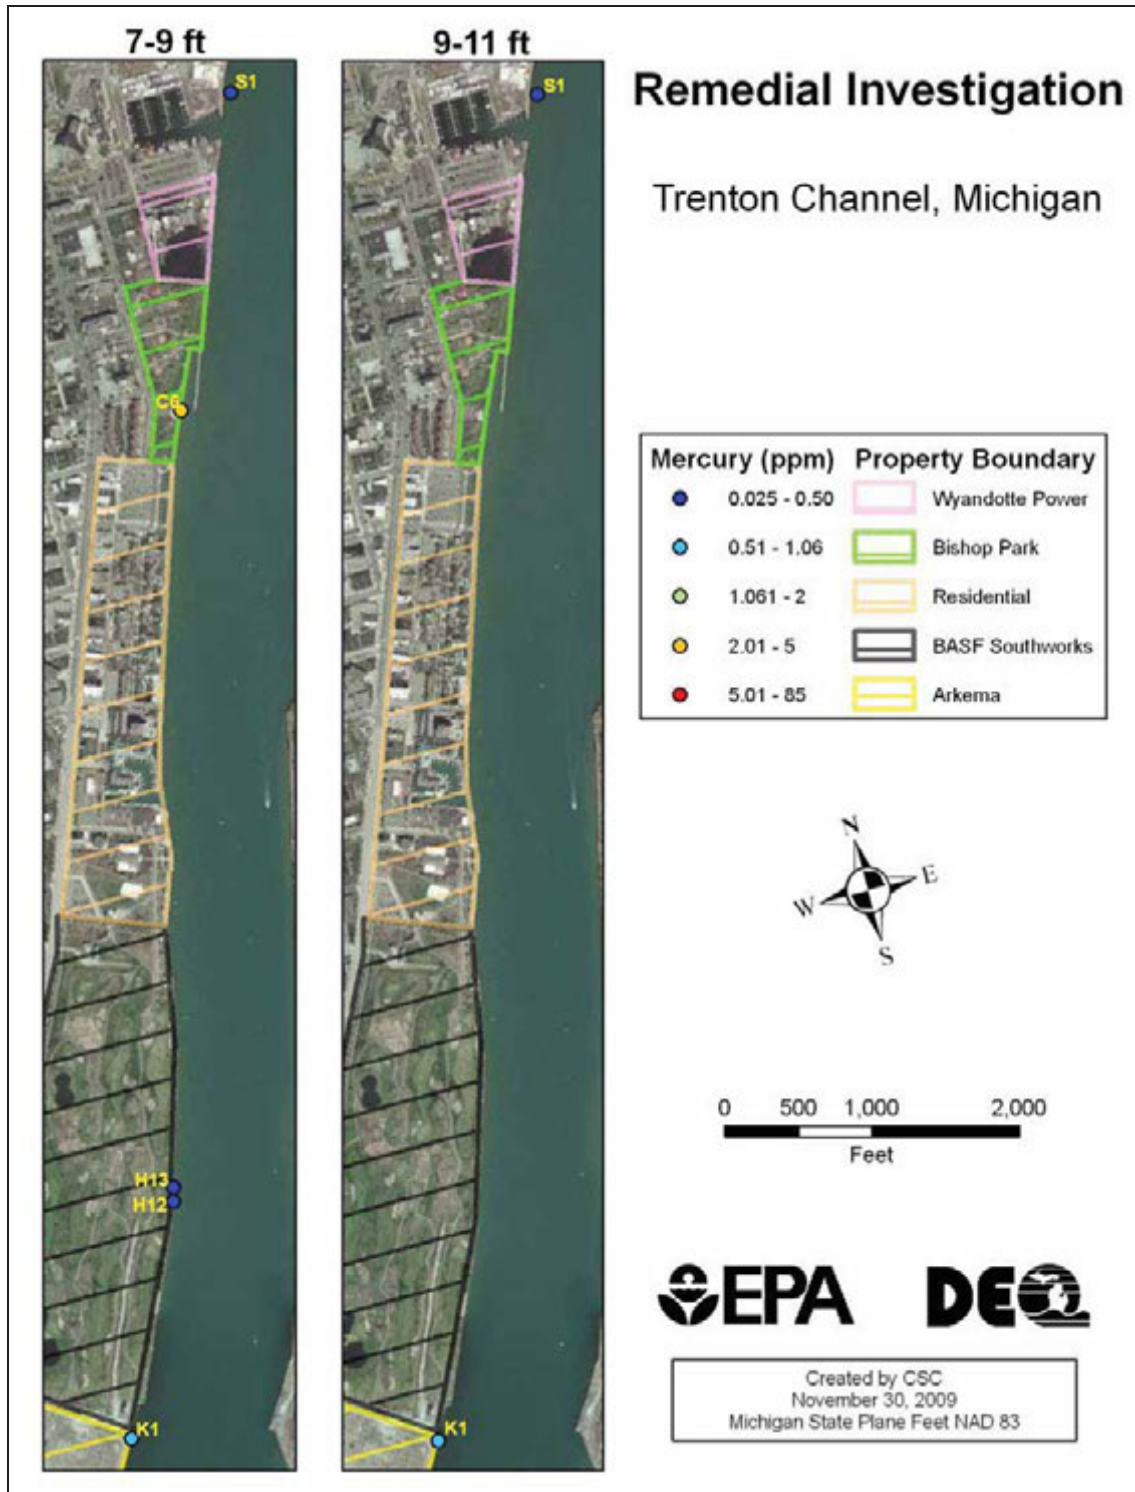 7-9 ft
9-11 ft
Remedial Investigation
Trenton Channel, Michigan
S1
C6
H13
H12
K1
S1
K1
Mercury (ppm) Property Boundary
0.025 - 0.50 Wyandotte Power
0.51 - 1.06 Bishop Park
1.061 - 2 Residential
2.01 - 5 BASF Southworks
5.01 - 85 Arkema
N
W E
S
0 500 1,000 2,000
Feet
EPA DEQ
Created by CSC
November 30, 2009
Michigan State Plane Feet NAD 83